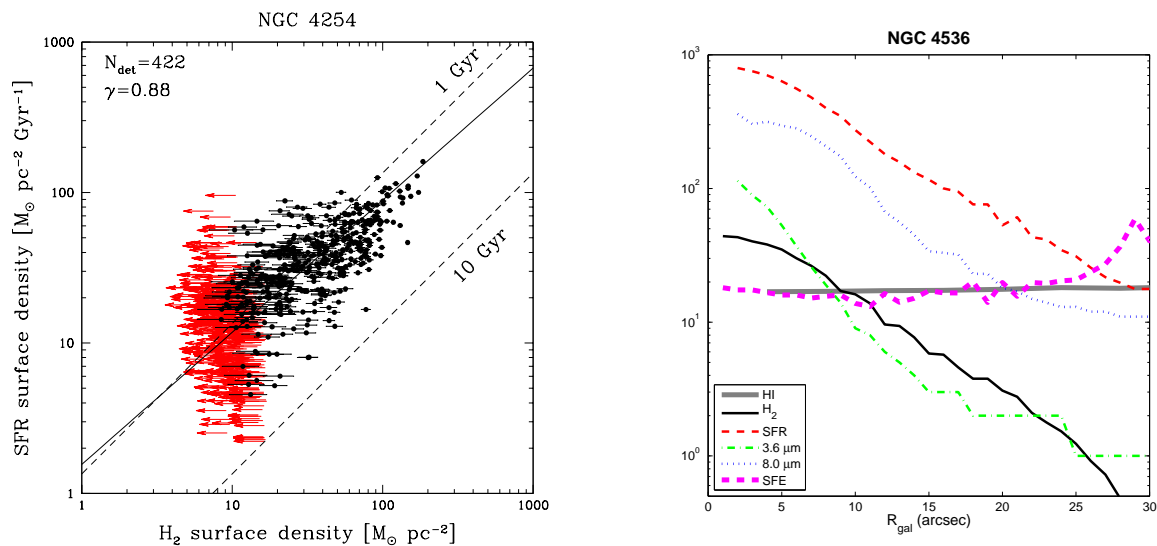 NGC 4254
N_det=422
γ=0.88
1 Gyr
10 Gyr
1000
100
10
1
SFR surface density [M⊙ pc⁻² Gyr⁻¹]
1 10 100 1000
H₂ surface density [M⊙ pc⁻²]
NGC 4536
10³
10²
10¹
10⁰
HI
H₂
SFR
3.6 μm
8.0 μm
SFE
0 5 10 15 20 25 30
R_gal (arcsec)